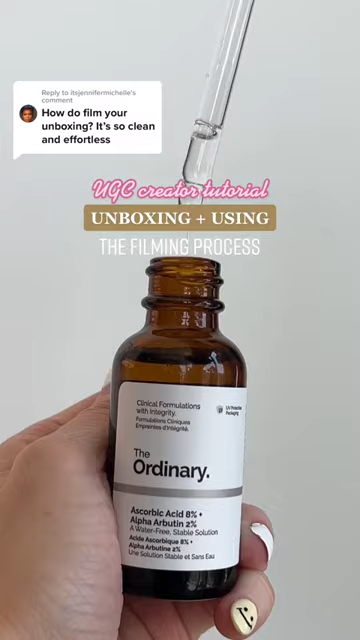 Reply to itsjennifermichelle's
comment
How do film your
unboxing? It's so clean
and effortless
UGC creator tutorial
UNBOXING + USING
THE FILMING PROCESS
Clinical Formulations
with Integrity.
Formulations Cliniques
Empreintes d'Intégrité.
UV Protective
Packaging
The
Ordinary.
Ascorbic Acid 8% +
Alpha Arbutin 2%
A Water-Free, Stable Solution
Acide Ascorbique 8% +
Alpha Arbutine 2%
Une Solution Stable et Sans Eau